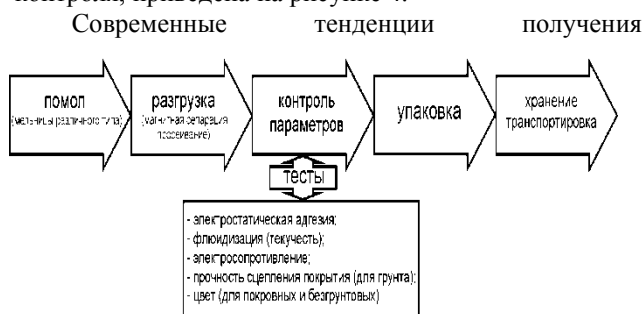 контроля, приведена на рисунке 4.
Современные тенденции получения
помол
(мельницы различного типа)
разгрузка
(магнитная сепарация
просеивание)
контроль
параметров
упаковка
хранение
транспортировка
тесты
- электростатическая адгезия;
- флюидизация (текучесть);
- электросопротивление;
- прочность сцепления покрытия (для грунта);
- цвет (для покровных и безгрунтовых)